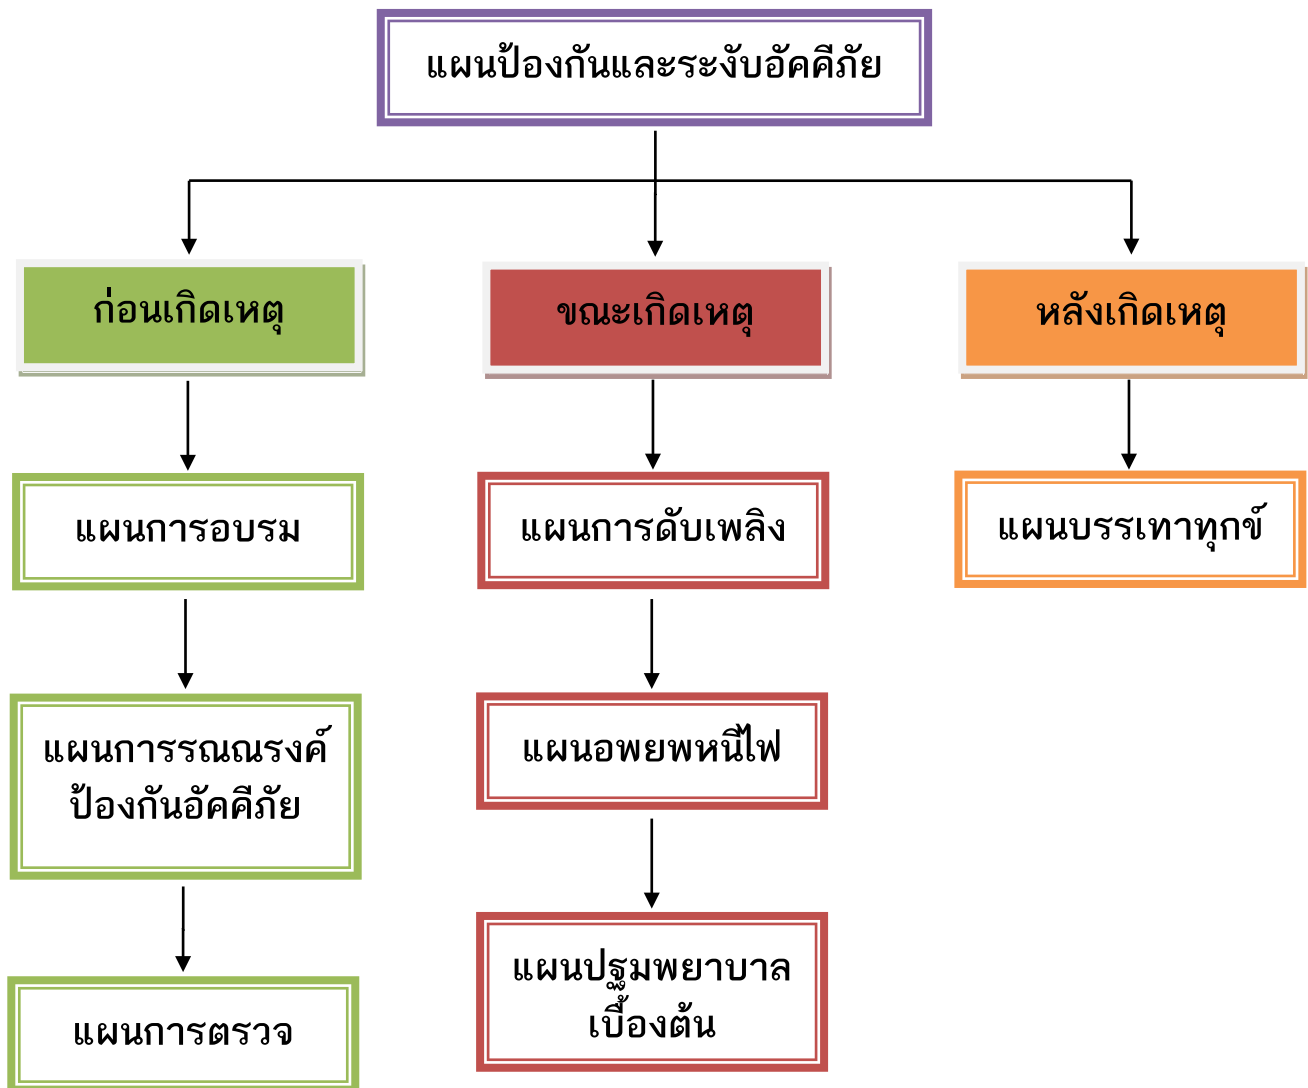 แผนป้องกันและระงับอัคคีภัย
ก่อนเกิดเหตุ
ขณะเกิดเหตุ
หลังเกิดเหตุ
แผนการอบรม
แผนการดับเพลิง
แผนบรรเทาทุกข์
แผนการรณณรงค์
ป้องกันอัคคีภัย
แผนอพยพหนีไฟ
แผนการตรวจ
แผนปฐมพยาบาล
เบื้องต้น